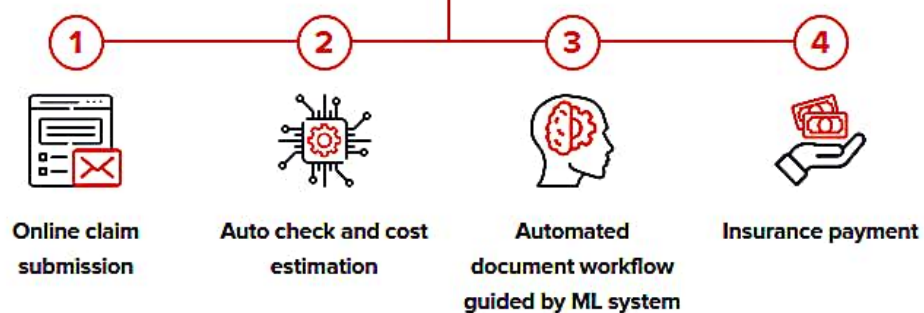 1
2
3
4
Online claim
submission
Auto check and cost
estimation
Automated
document workflow
guided by ML system
Insurance payment